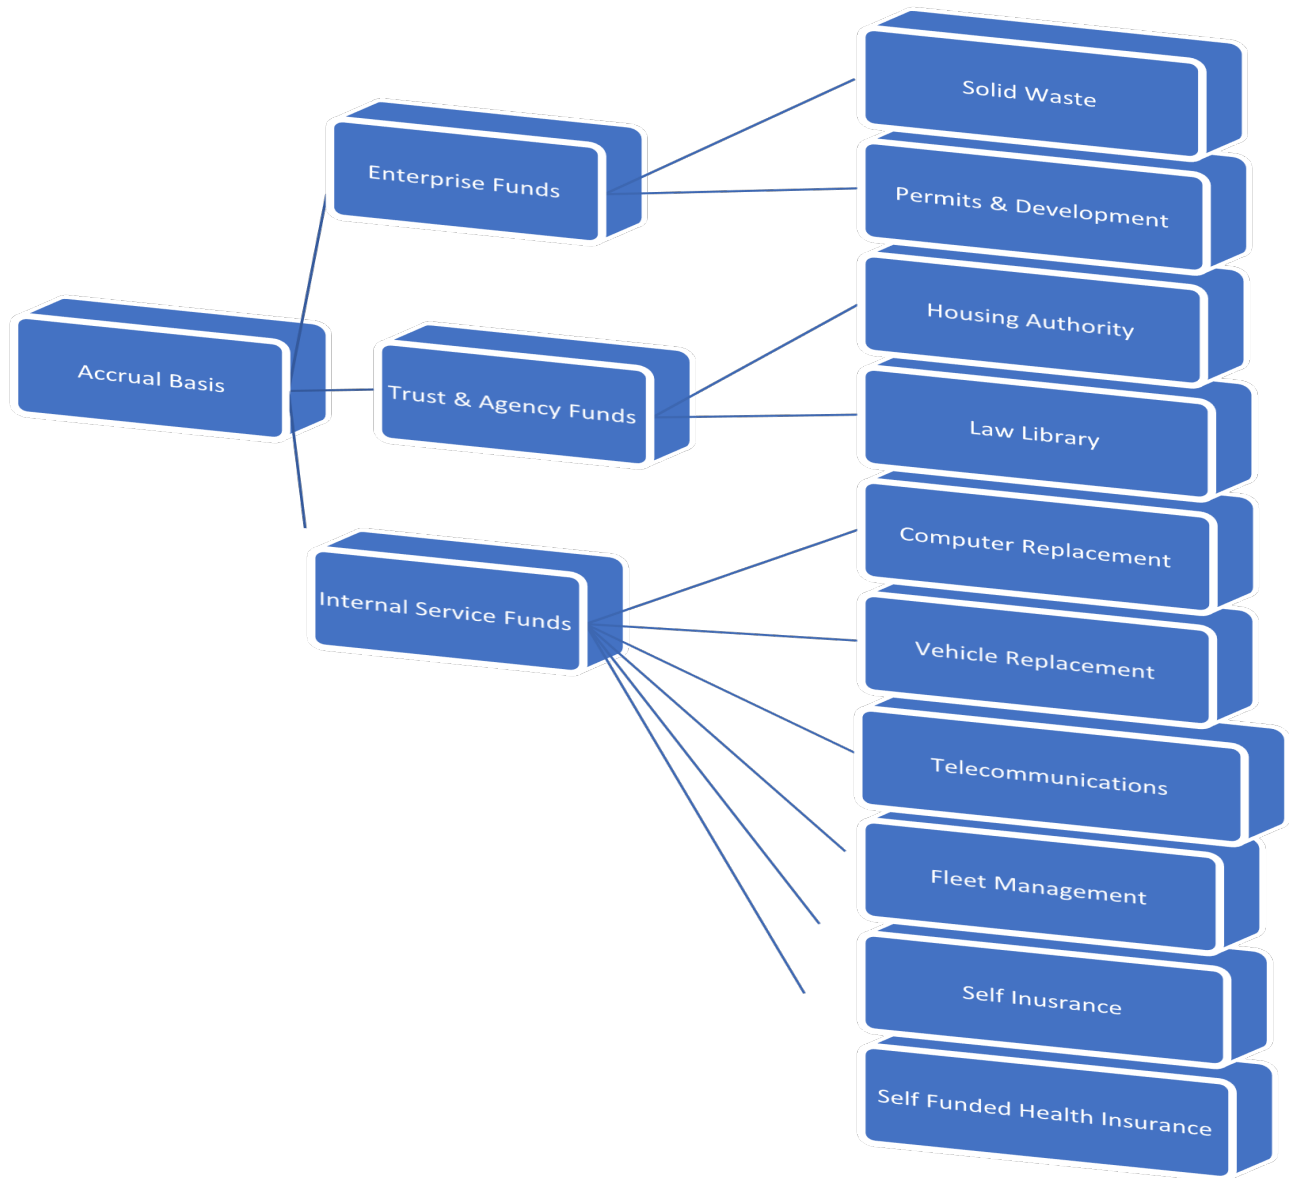 Accrual Basis
Enterprise Funds
Solid Waste
Permits & Development
Trust & Agency Funds
Housing Authority
Law Library
Internal Service Funds
Computer Replacement
Vehicle Replacement
Telecommunications
Fleet Management
Self Inusrance
Self Funded Health Insurance